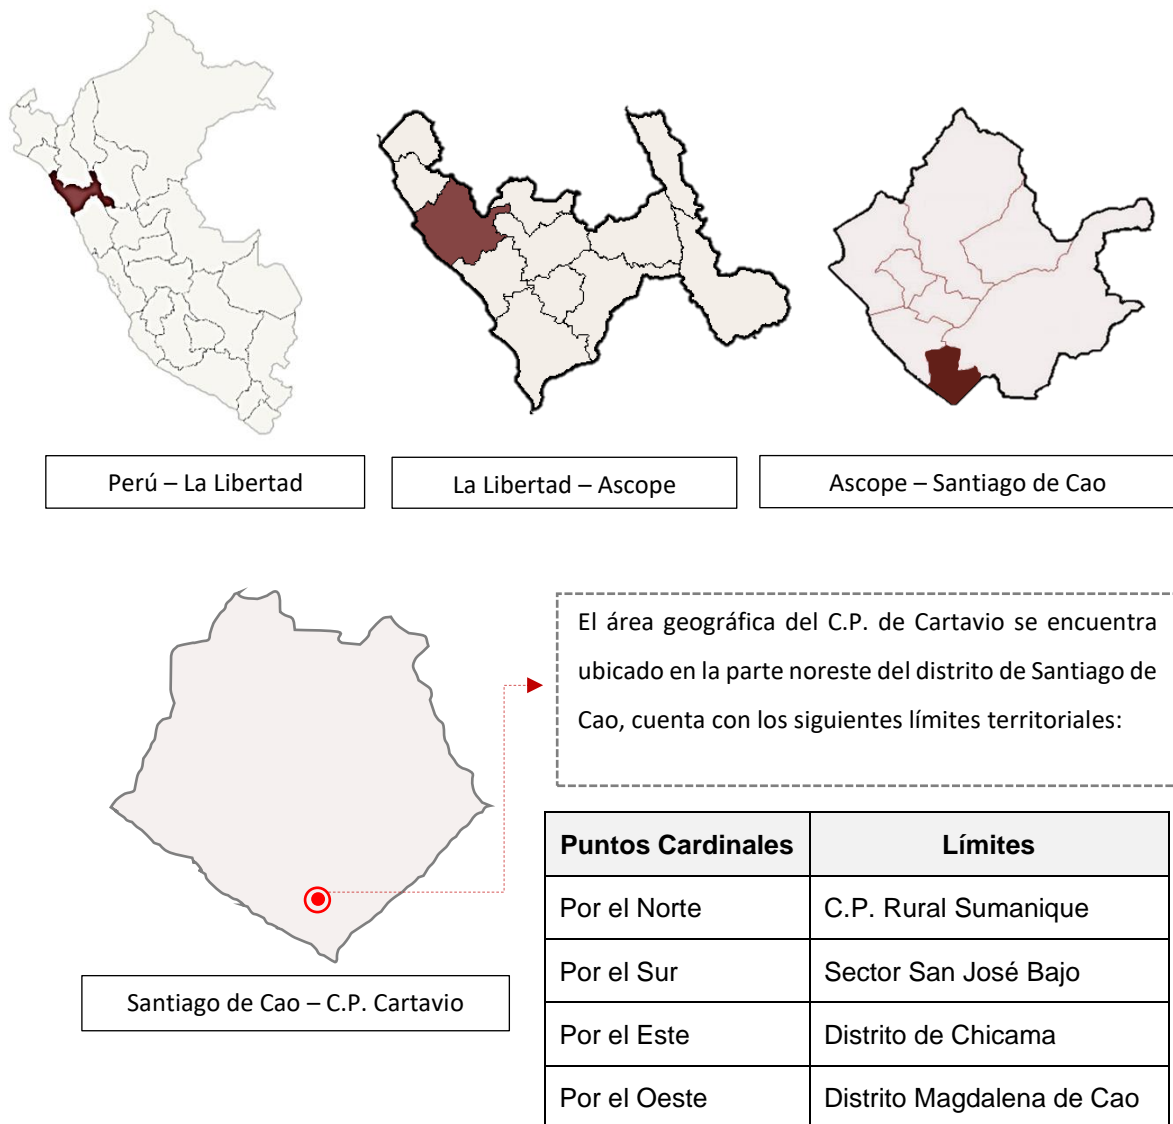 Perú – La Libertad
La Libertad – Ascope
Ascope – Santiago de Cao
El área geográfica del C.P. de Cartavio se encuentra
ubicado en la parte noreste del distrito de Santiago de
Cao, cuenta con los siguientes límites territoriales:
Santiago de Cao – C.P. Cartavio
Puntos Cardinales Límites
Por el Norte C.P. Rural Sumanique
Por el Sur Sector San José Bajo
Por el Este Distrito de Chicama
Por el Oeste Distrito Magdalena de Cao